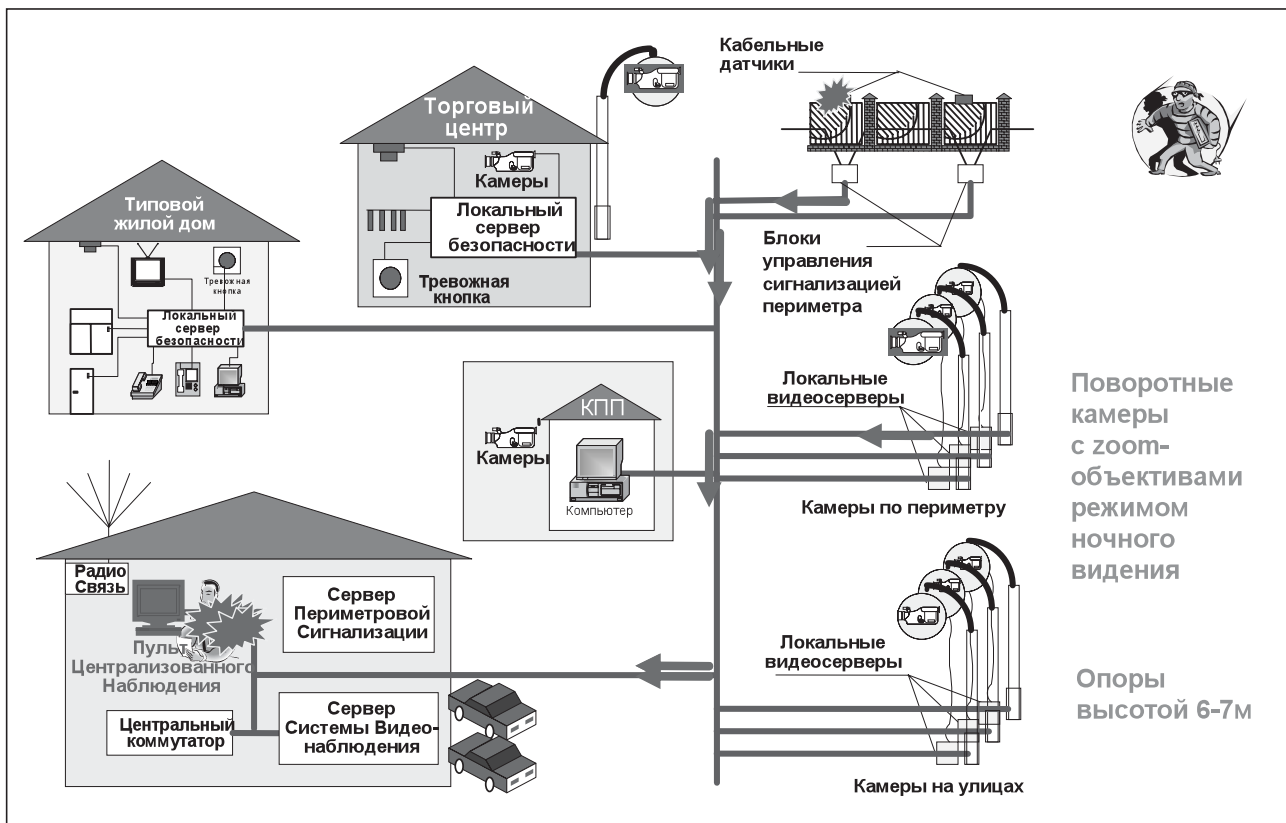 Кабельные
датчики
Торговый
центр
Камеры
Локальный
сервер
безопасности
Тревожная
кнопка
Типовой
жилой дом
Тревожная
кнопка
Локальный
сервер
безопасности
Блоки
управления
сигнализацией
периметра
Локальные
видеосерверы
Камеры по периметру
Поворотные
камеры
с zoom-
объективами
режимом
ночного
видения
КПП
Камеры
Компьютер
Радио
Связь
Сервер
Периметровой
Сигнализации
Пульт
Централизованного
Наблюдения
Центральный
коммутатор
Сервер
Системы Видео-
наблюдения
Локальные
видеосерверы
Камеры на улицах
Опоры
высотой 6-7м